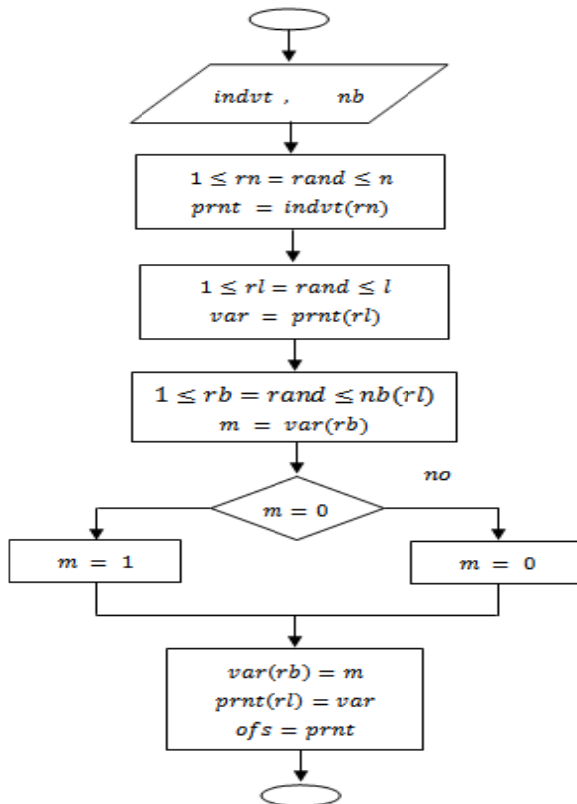 indvt , nb
1 ≤ rn = rand ≤ n
prnt = indvt(rn)
1 ≤ rl = rand ≤ l
var = prnt(rl)
1 ≤ rb = rand ≤ nb(rl)
m = var(rb)
no
m = 0
m = 1
m = 0
var(rb) = m
prnt(rl) = var
ofs = prnt